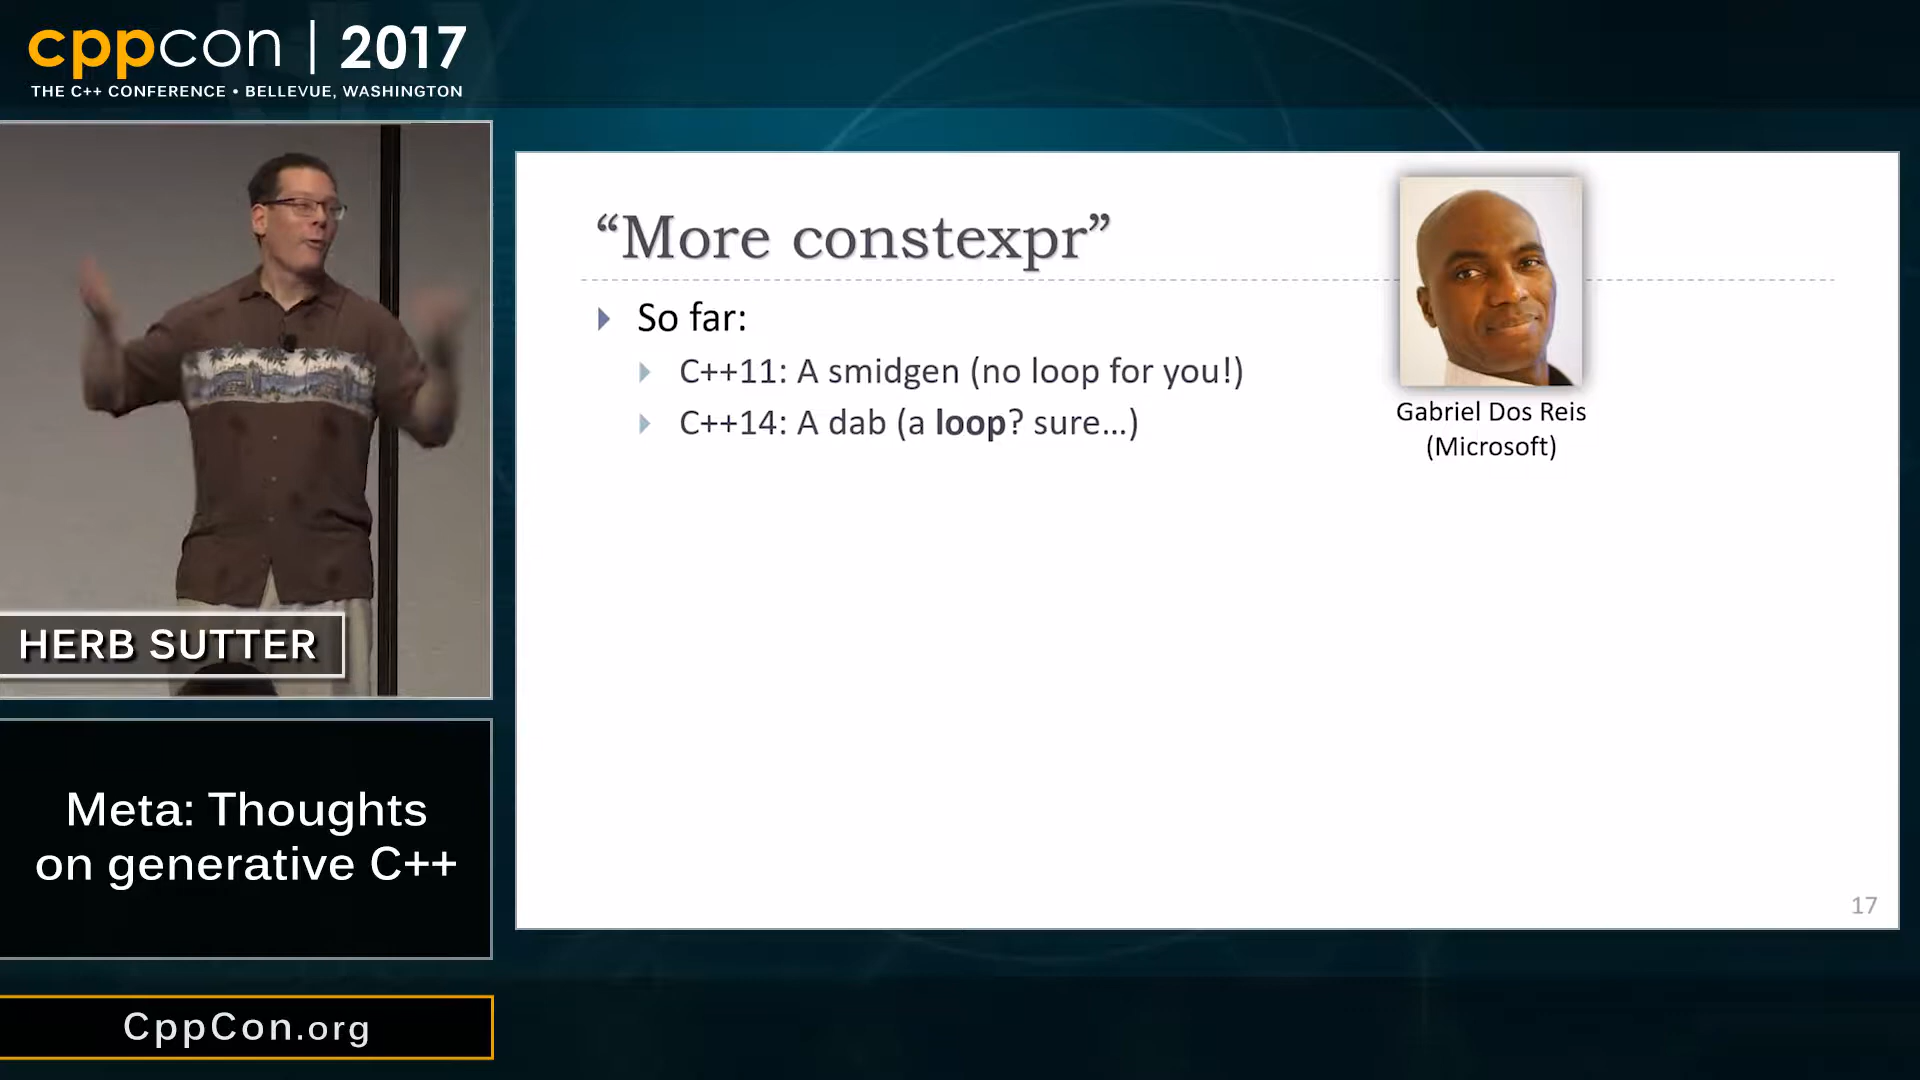 cppcon | 2017
THE C++ CONFERENCE • BELLEVUE, WASHINGTON
HERB SUTTER
Meta: Thoughts
on generative C++
CppCon.org
“More constexpr”
So far:
C++11: A smidgen (no loop for you!)
C++14: A dab (a loop? sure…)
Gabriel Dos Reis
(Microsoft)
17